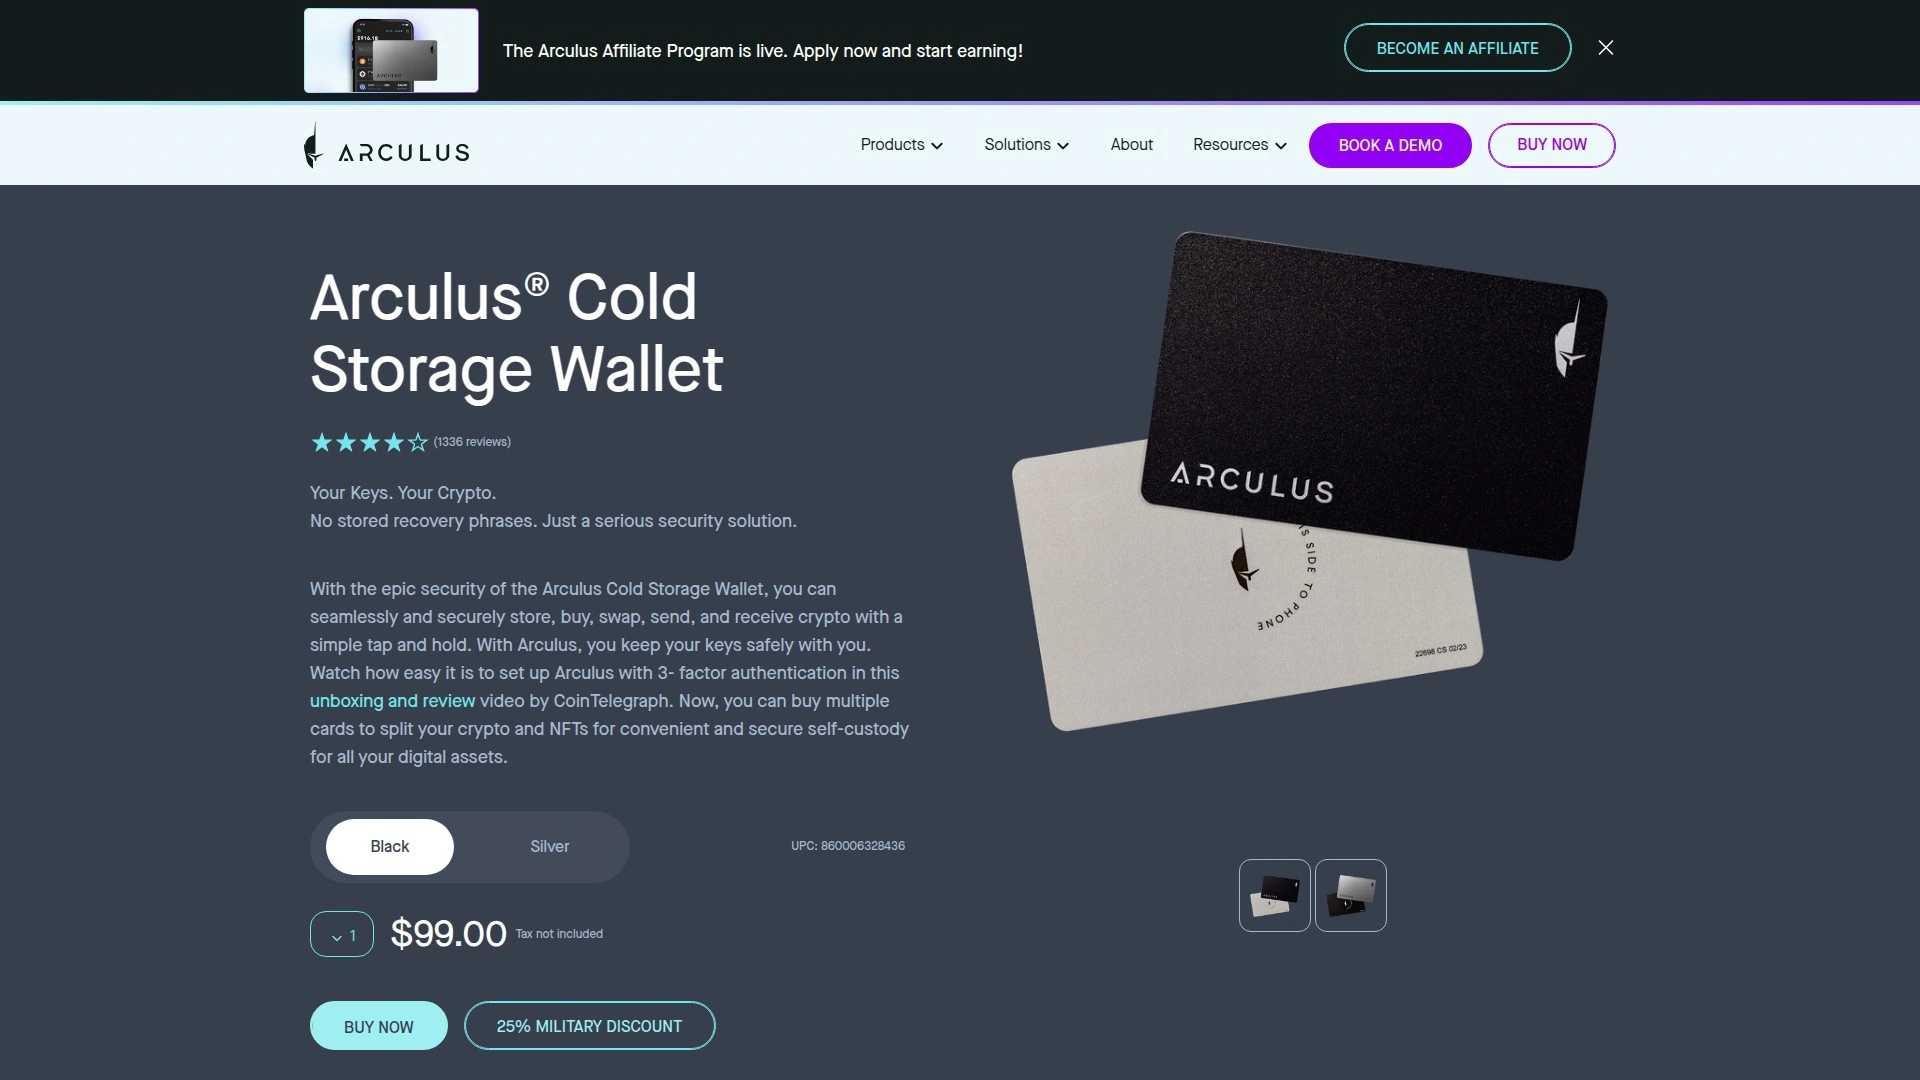 The Arculus Affiliate Program is live. Apply now and start earning!
BECOME AN AFFILIATE
ARCULUS
Products
Solutions
About
Resources
BOOK A DEMO
BUY NOW
Arculus® Cold
Storage Wallet
(1336 reviews)
Your Keys. Your Crypto.
No stored recovery phrases. Just a serious security solution.
With the epic security of the Arculus Cold Storage Wallet, you can
seamlessly and securely store, buy, swap, send, and receive crypto with a
simple tap and hold. With Arculus, you keep your keys safely with you.
Watch how easy it is to set up Arculus with 3- factor authentication in this
unboxing and review video by CoinTelegraph. Now, you can buy multiple
cards to split your crypto and NFTs for convenient and secure self-custody
for all your digital assets.
Black
Silver
UPC: 860006328436
1
$99.00
Tax not included
BUY NOW
25% MILITARY DISCOUNT
ARCULUS
SIDE TO PHONE
22698 CS 02/23